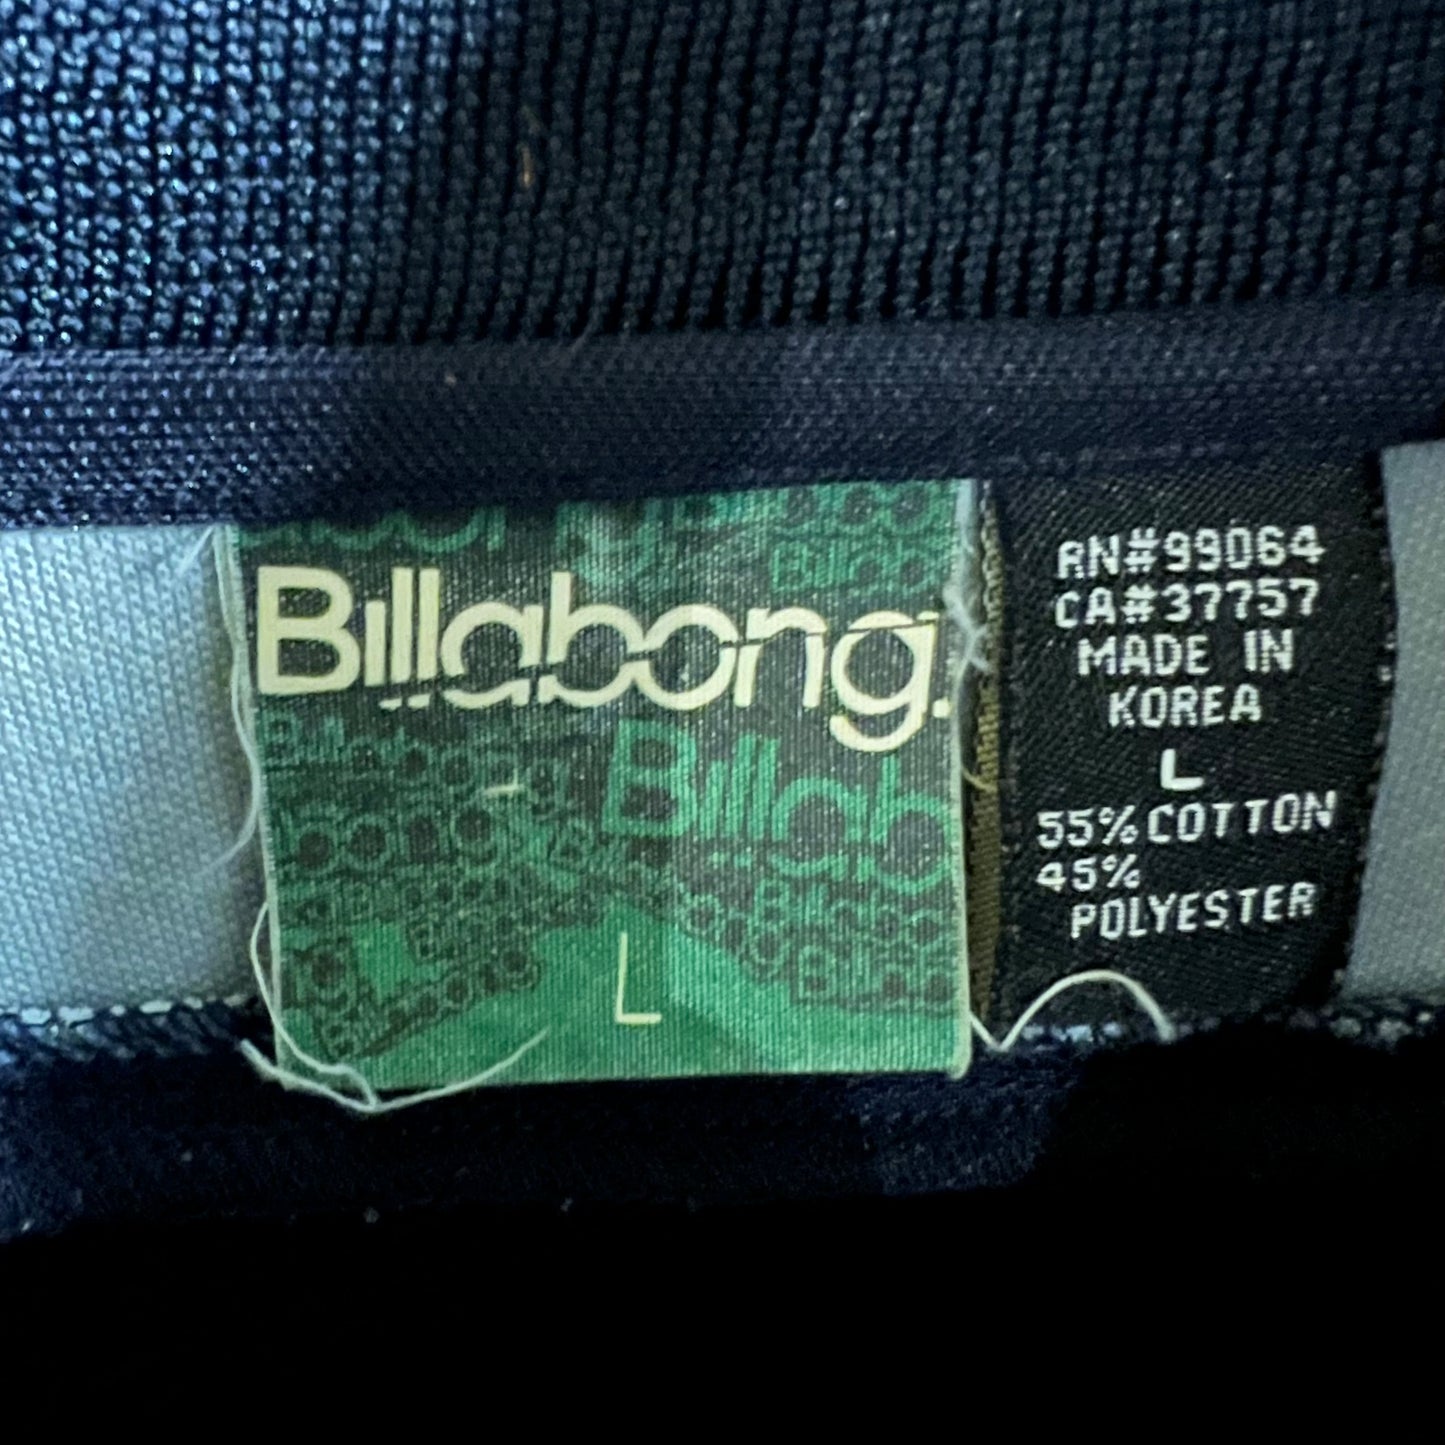 Billabong.
Billab
L
RN#99064
CA#37757
MADE IN
KOREA
L
55% COTTON
45%
POLYESTER